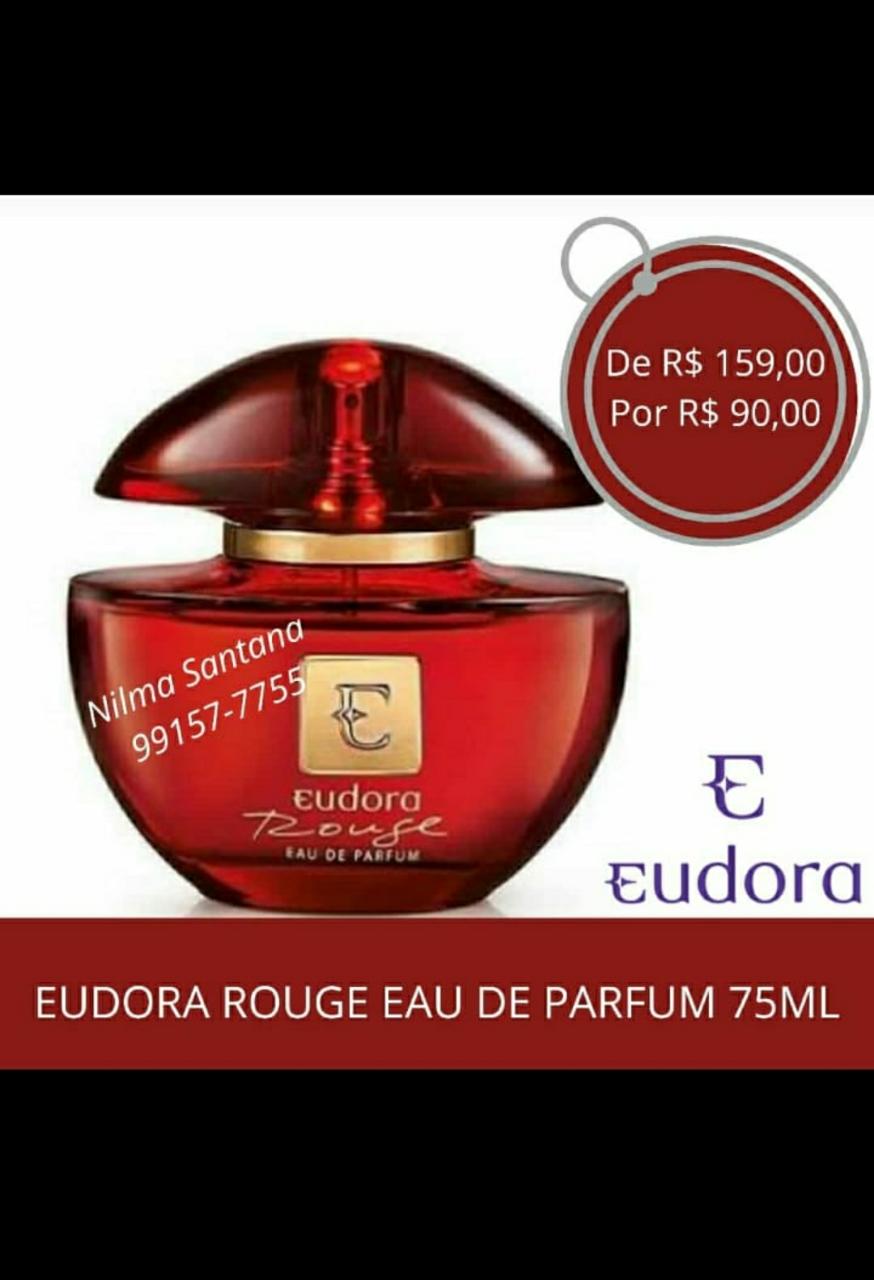 De R$ 159,00
Por R$ 90,00
Nilma Santana
99157-7755
E
eudora
Rouge
EAU DE PARFUM
E
eudora
EUDORA ROUGE EAU DE PARFUM 75ML